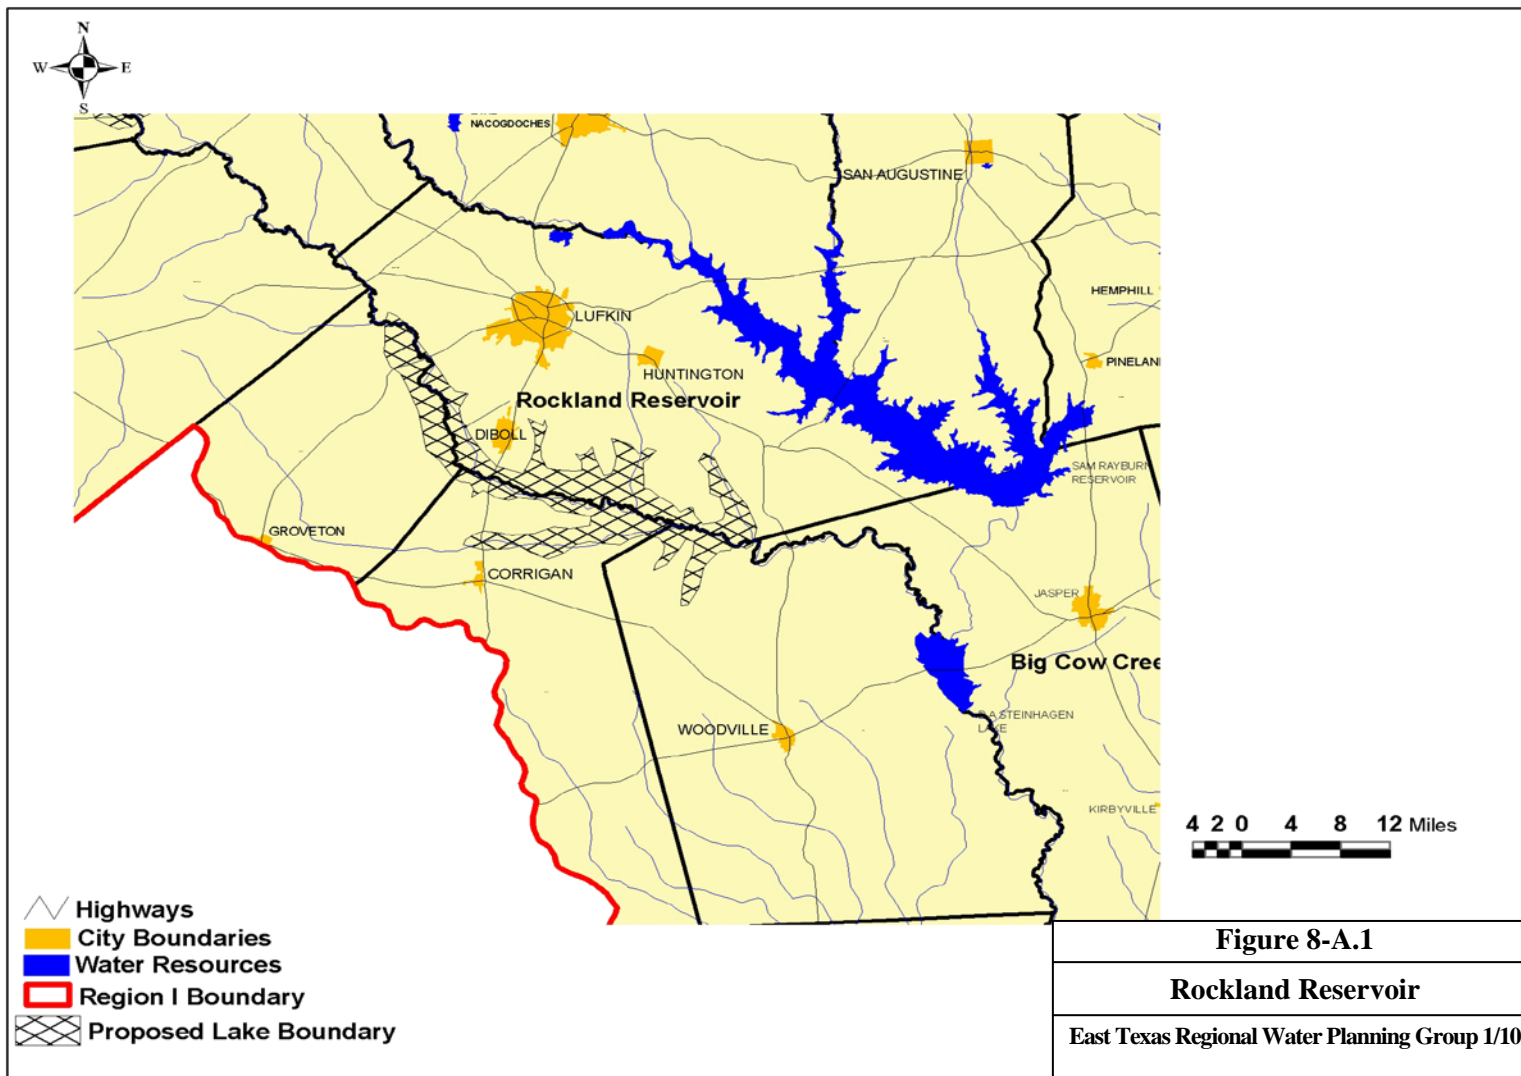 N
W E
S
NACOGDOCHES
SAN AUGUSTINE
HEMPHILL
LUFKIN
PINELAN
HUNTINGTON
Rockland Reservoir
DIBOLL
SAM RAYBURN
RESERVOIR
GROVETON
CORRIGAN
JASPER
Big Cow Cree
WOODVILLE
B A STEINHAGEN
LAKE
KIRBYVILLE
4 2 0 4 8 12 Miles
Highways
City Boundaries
Water Resources
Region I Boundary
Proposed Lake Boundary
Figure 8-A.1
Rockland Reservoir
East Texas Regional Water Planning Group 1/10